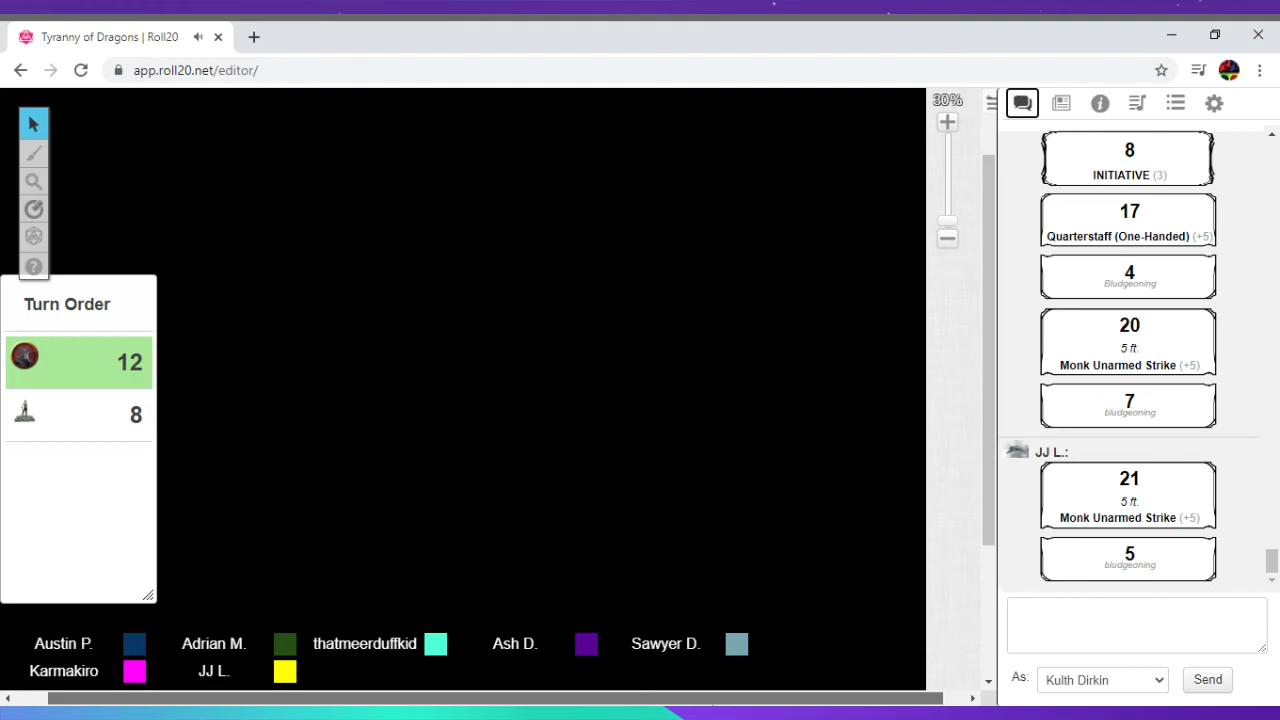 Tyranny of Dragons | Roll20
app.roll20.net/editor/
30%
Turn Order
12
8
8
INITIATIVE (3)
17
Quarterstaff (One-Handed) (+5)
4
Bludgeoning
20
5 ft.
Monk Unarmed Strike (+5)
7
bludgeoning
JJ L.:
21
5 ft.
Monk Unarmed Strike (+5)
5
bludgeoning
Austin P.
Adrian M.
thatmeerduffkid
Ash D.
Sawyer D.
Karmakiro
JJ L.
As:
Kulth Dirkin
Send